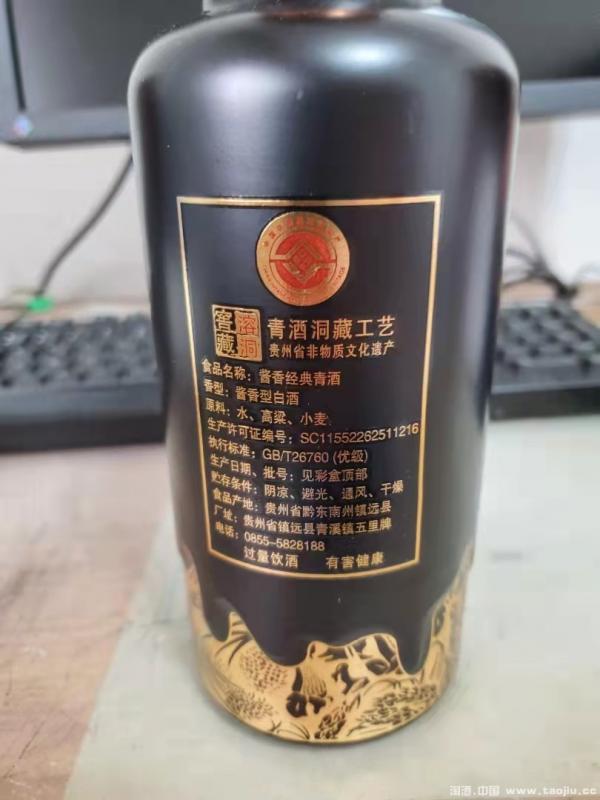 溶洞
窖藏
青酒洞藏工艺
贵州省非物质文化遗产
食品名称：酱香经典青酒
香型：酱香型白酒
原料：水、高粱、小麦
生产许可证编号：SC11552262511216
执行标准：GB/T26760 (优级)
生产日期、批号：见彩盒顶部
贮存条件：阴凉、避光、通风、干燥
食品产地：贵州省黔东南州镇远县
厂址：贵州省镇远县青溪镇五里牌
电话：0855-5828188
过量饮酒 有害健康
淘酒.中国 www.taojiu.cc